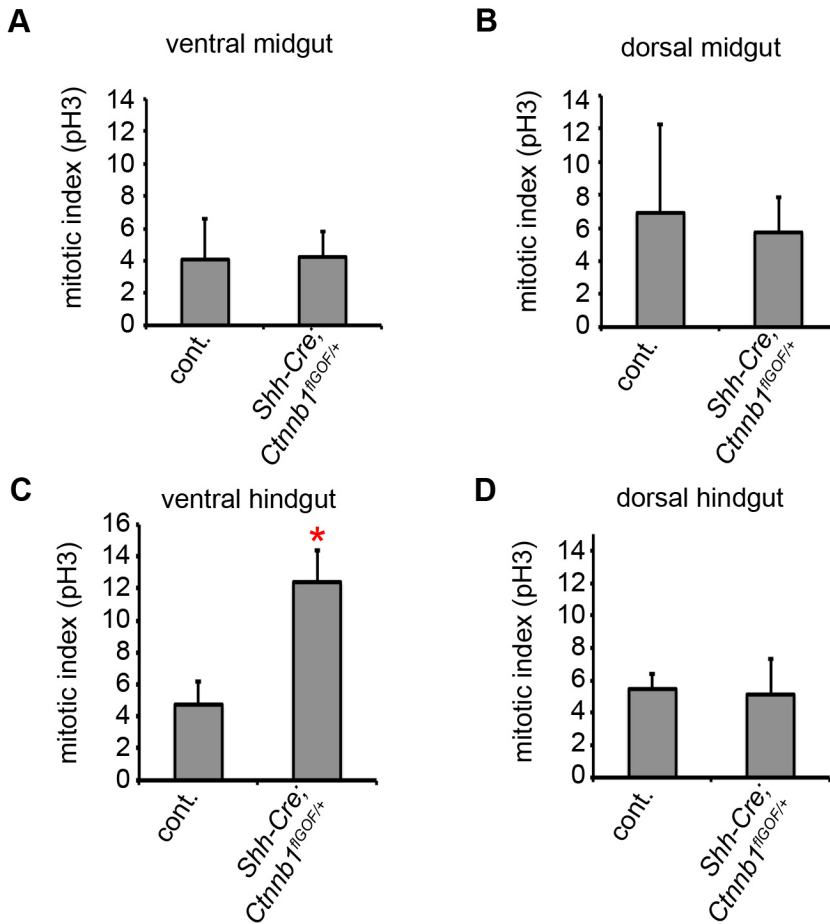 A
ventral midgut
mitotic index (pH3)
14
12
10
8
6
4
2
0
cont.
Shh-Cre;
Ctnnb1flGOF/+
B
dorsal midgut
mitotic index (pH3)
14
12
10
8
6
4
2
0
cont.
Shh-Cre;
Ctnnb1flGOF/+
C
ventral hindgut
mitotic index (pH3)
16
14
12
10
8
6
4
2
0
*
cont.
Shh-Cre;
Ctnnb1flGOF/+
D
dorsal hindgut
mitotic index (pH3)
14
12
10
8
6
4
2
0
cont.
Shh-Cre;
Ctnnb1flGOF/+